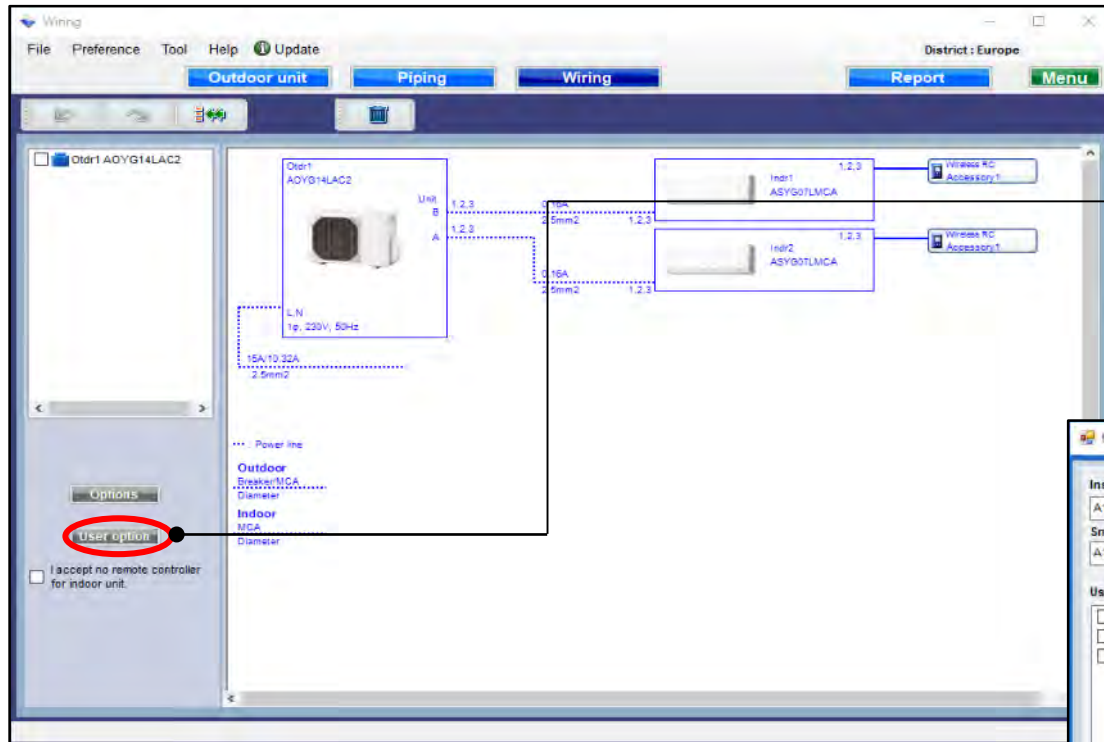 Wiring
File Preference Tool Help Update
District : Europe
Outdoor unit Piping Wiring Report Menu
Otdr1 AOYG14LAC2
Otdr1
AOYG14LAC2
Unit
B
A
1,2,3
1,2,3
L,N
1φ, 230V, 50Hz
15A/10.32A
2.5mm2
0.16A
2.5mm2 1,2,3
0.16A
2.5mm2 1,2,3
1,2,3
Indr1
ASYG07LMCA
Wireless RC
Accessory1
1,2,3
Indr2
ASYG07LMCA
Wireless RC
Accessory1
... : Power line
Outdoor
Breaker/MCA
Diameter
Indoor
MCA
Diameter
Options
User option
I accept no remote controller
for indoor unit.